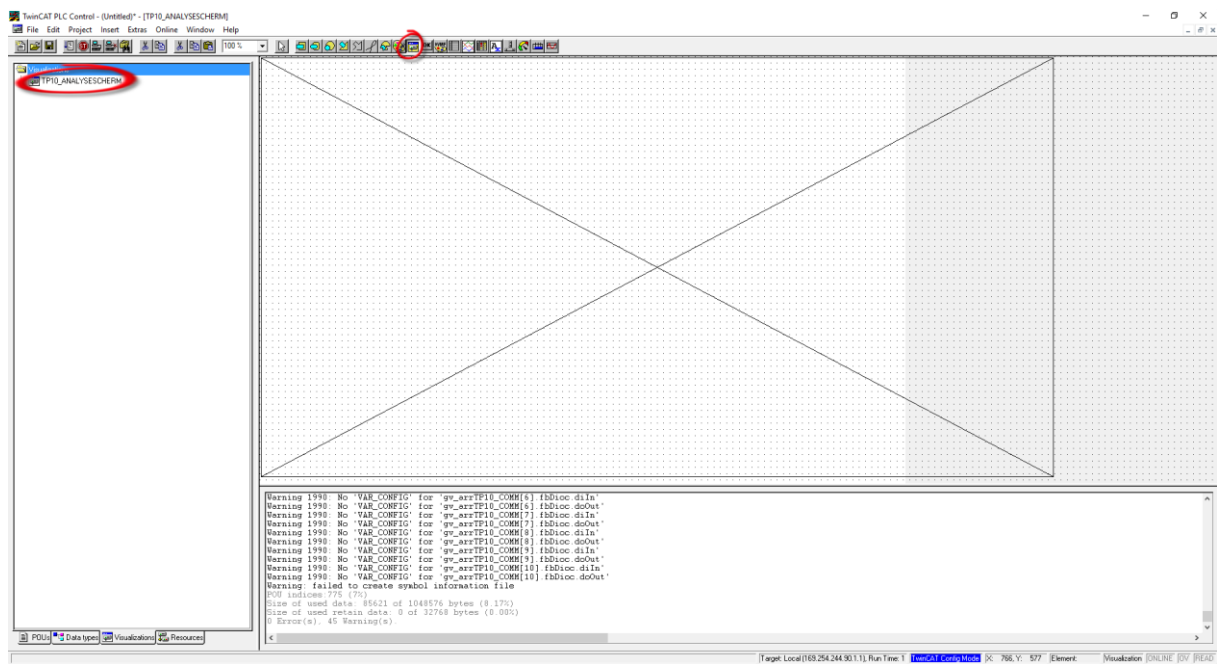 TwinCAT PLC Control - (Untitled)* - [TP10_ANALYSESCHERM]
File Edit Project Insert Extras Online Window Help
100 %
TP10_ANALYSESCHERM
Warning 1990: No 'VAR_CONFIG' for 'gv_arrTP10_COMM[6].fbDioc.diIn'
Warning 1990: No 'VAR_CONFIG' for 'gv_arrTP10_COMM[6].fbDioc.doOut'
Warning 1990: No 'VAR_CONFIG' for 'gv_arrTP10_COMM[7].fbDioc.diIn'
Warning 1990: No 'VAR_CONFIG' for 'gv_arrTP10_COMM[7].fbDioc.doOut'
Warning 1990: No 'VAR_CONFIG' for 'gv_arrTP10_COMM[8].fbDioc.diIn'
Warning 1990: No 'VAR_CONFIG' for 'gv_arrTP10_COMM[8].fbDioc.doOut'
Warning 1990: No 'VAR_CONFIG' for 'gv_arrTP10_COMM[9].fbDioc.diIn'
Warning 1990: No 'VAR_CONFIG' for 'gv_arrTP10_COMM[9].fbDioc.doOut'
Warning 1990: No 'VAR_CONFIG' for 'gv_arrTP10_COMM[10].fbDioc.diIn'
Warning 1990: No 'VAR_CONFIG' for 'gv_arrTP10_COMM[10].fbDioc.doOut'
Warning: failed to create symbol information file
POU indices:775 (7%)
Size of used data: 85621 of 1048576 bytes (8.17%)
Size of used retain data: 0 of 32768 bytes (0.00%)
0 Error(s), 45 Warning(s).
POUs Data types Visualizations Resources
Target: Local (169.254.244.90.1.1), Run Time: 1 TwinCAT Config Mode X: 766, Y: 577 Element: Visualization ONLINE OV READ